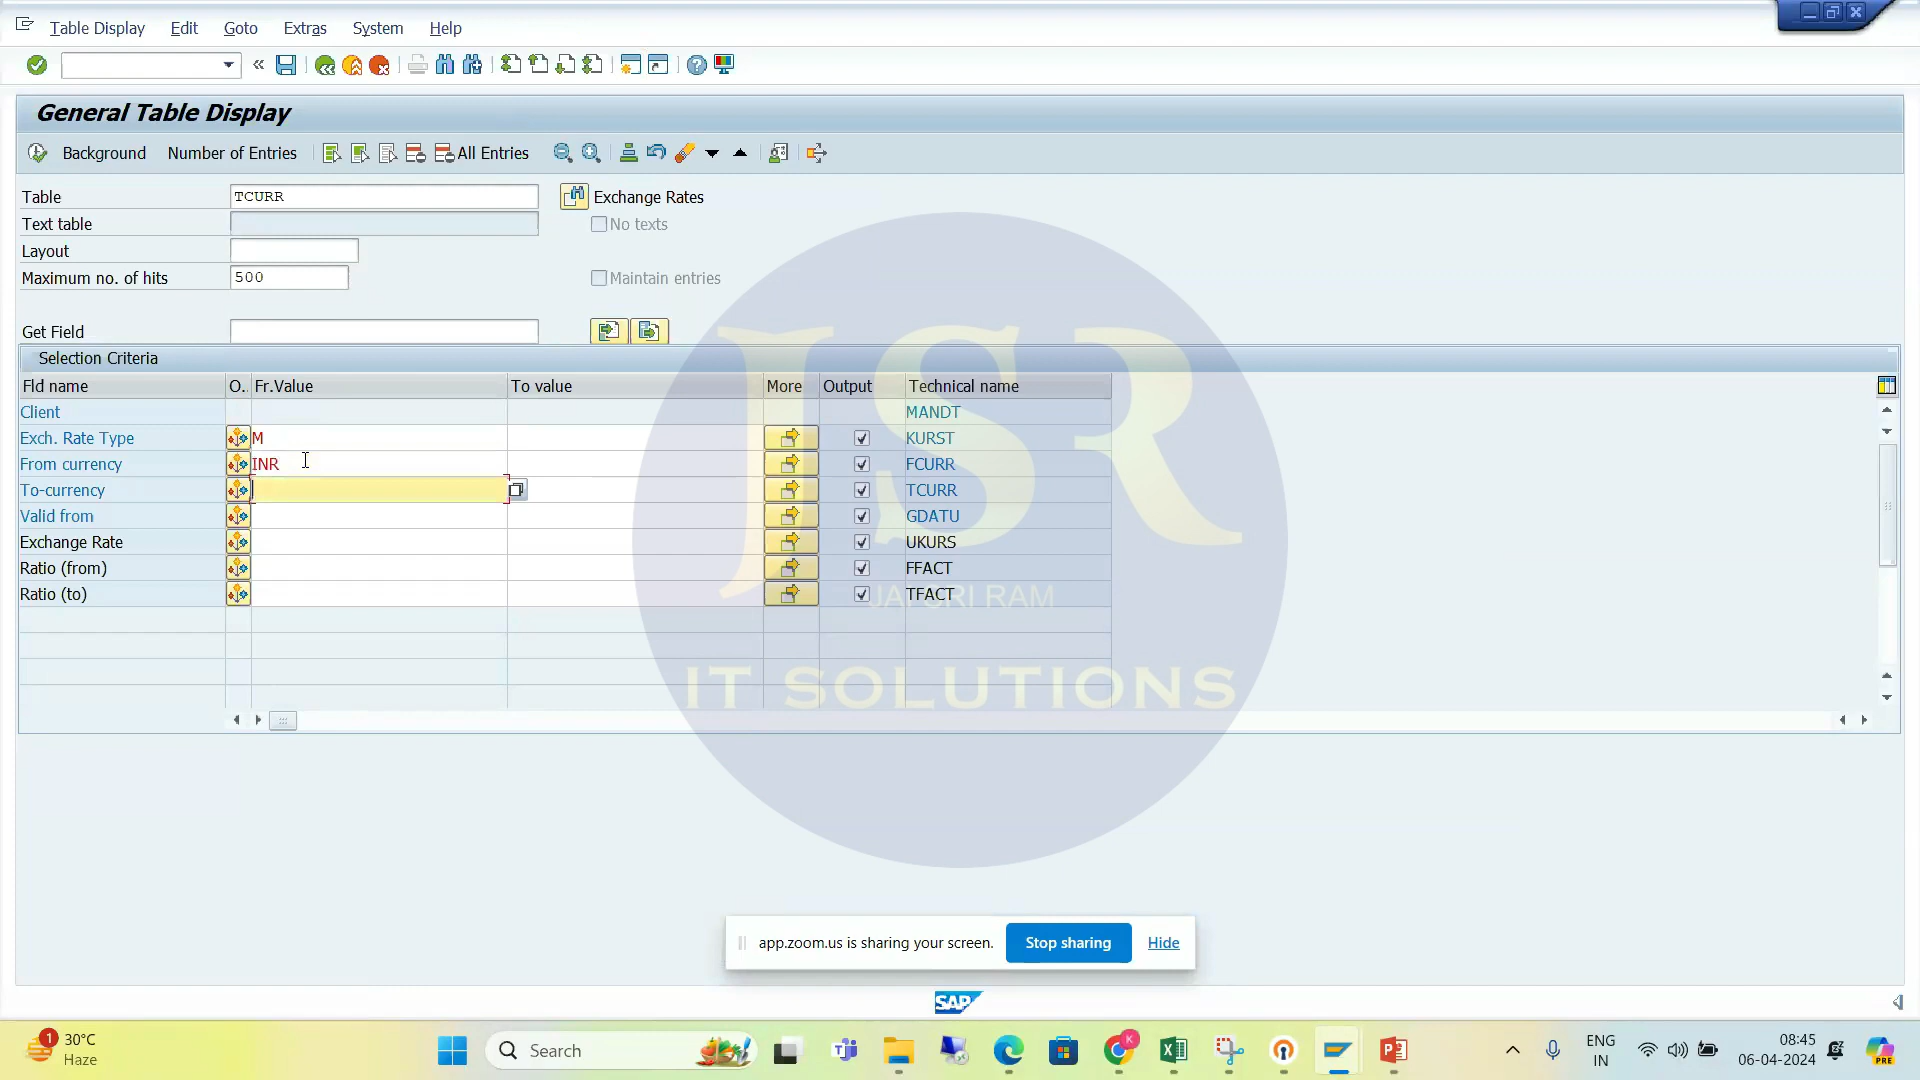 Table Display Edit Goto Extras System Help
«
General Table Display
Background Number of Entries All Entries
Table TCURR Exchange Rates
Text table No texts
Layout
Maximum no. of hits 500 Maintain entries
Get Field
Selection Criteria
Fld name O.. Fr.Value To value More Output Technical name
Client MANDT
Exch. Rate Type M KURST
From currency INR FCURR
To-currency TCURR
Valid from GDATU
Exchange Rate UKURS
Ratio (from) FFACT
Ratio (to) TFACT
JSR
JAI SRI RAM
IT SOLUTIONS
app.zoom.us is sharing your screen. Stop sharing Hide
SAP
1 30°C
Haze
Search
K
ENG
IN
08:45
06-04-2024
PRE